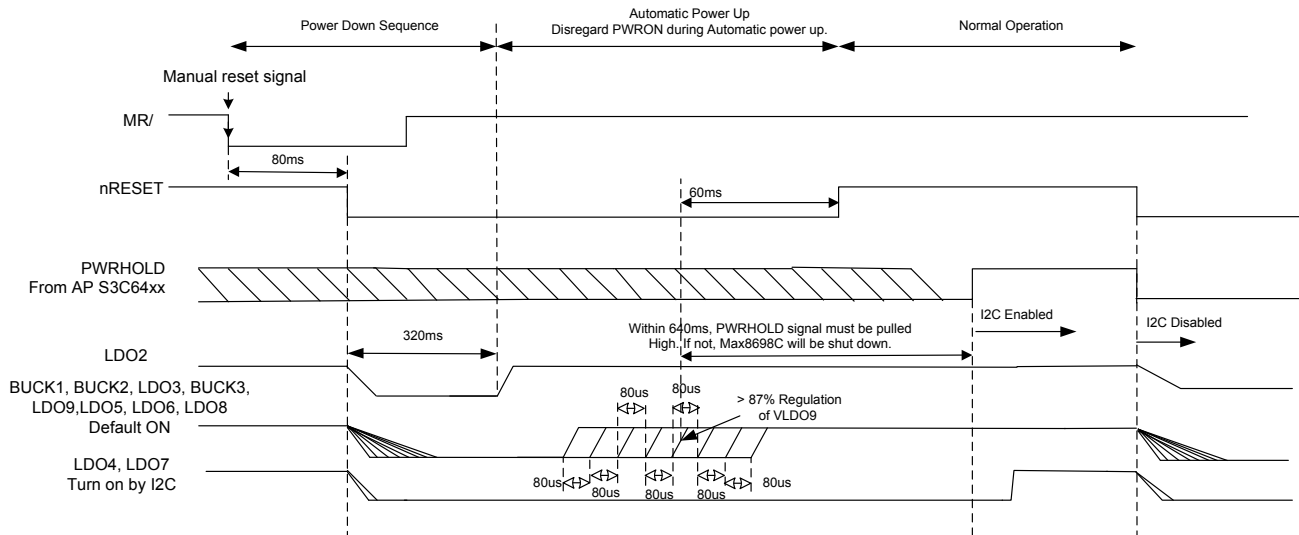 Power Down Sequence
Automatic Power Up
Disregard PWRON during Automatic power up.
Normal Operation
Manual reset signal
MR/
80ms
nRESET
60ms
PWRHOLD
From AP S3C64xx
I2C Enabled
I2C Disabled
320ms
Within 640ms, PWRHOLD signal must be pulled
High. If not, Max8698C will be shut down.
LDO2
BUCK1, BUCK2, LDO3, BUCK3,
LDO9,LDO5, LDO6, LDO8
Default ON
80us
80us
> 87% Regulation
of VLDO9
LDO4, LDO7
Turn on by I2C
80us
80us
80us
80us
80us